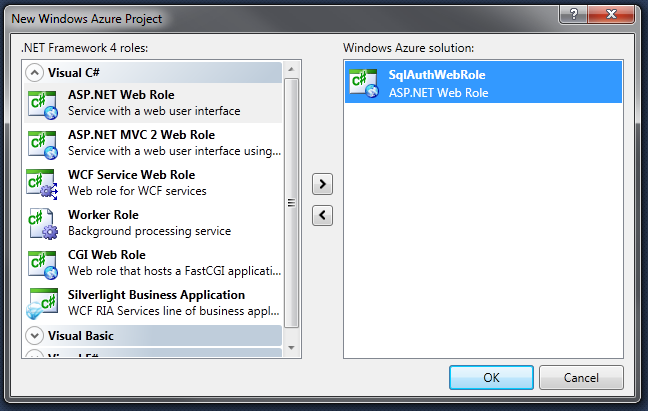 New Windows Azure Project
.NET Framework 4 roles:
Windows Azure solution:
Visual C#
ASP.NET Web Role
Service with a web user interface
ASP.NET MVC 2 Web Role
Service with a web user interface using...
WCF Service Web Role
Web role for WCF services
Worker Role
Background processing service
CGI Web Role
Web role that hosts a FastCGI applicati...
Silverlight Business Application
WCF RIA Services line of business appl...
Visual Basic
SqlAuthWebRole
ASP.NET Web Role
OK
Cancel